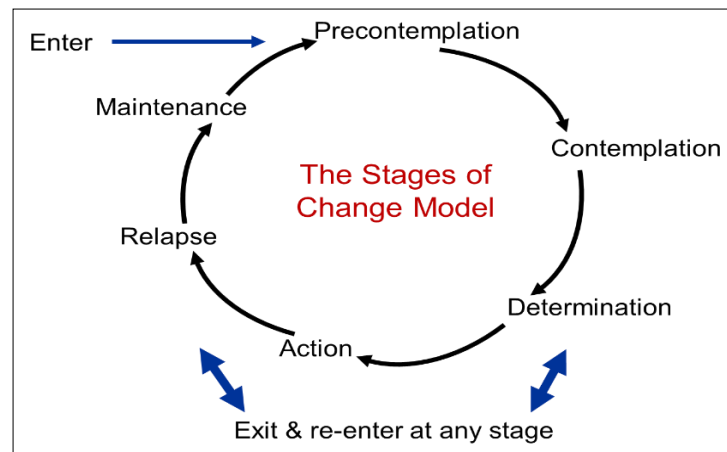 Enter
Precontemplation
Maintenance
Contemplation
The Stages of
Change Model
Relapse
Determination
Action
Exit & re-enter at any stage